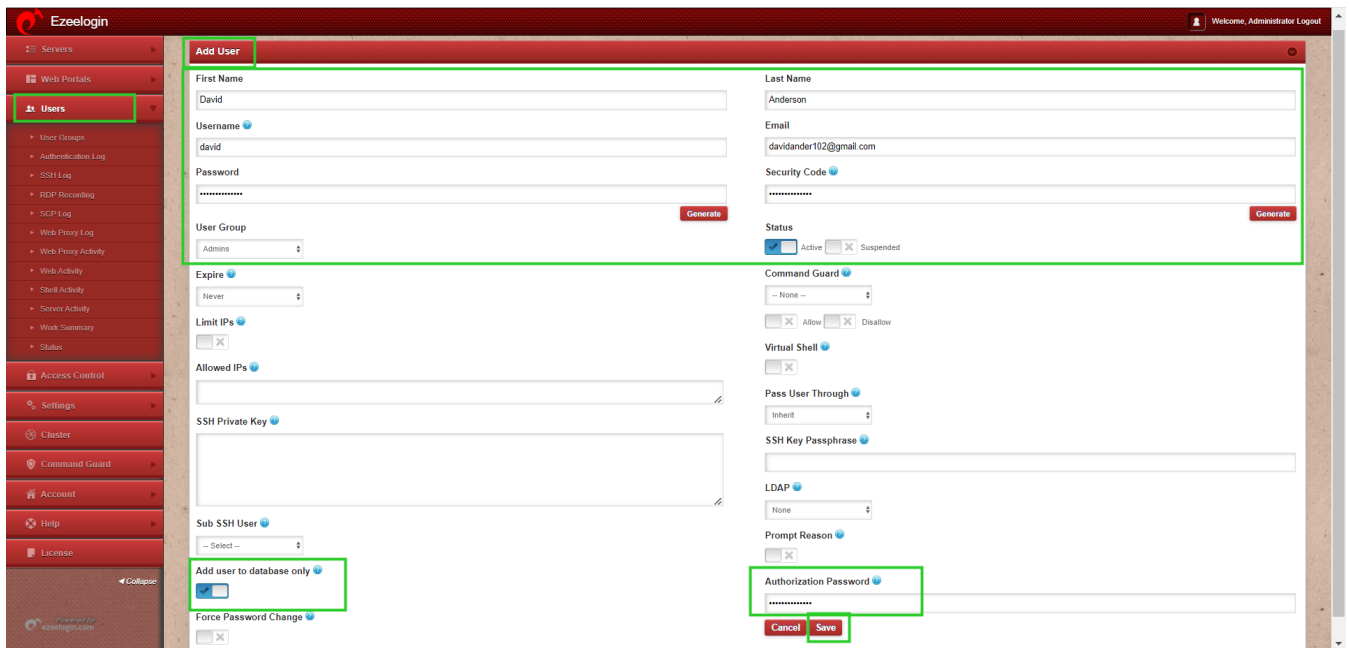 Ezeelogin
Welcome, Administrator Logout
Servers
Web Portals
Users
User Groups
Authentication Log
SSH Log
RDP Recording
SCP Log
Web Proxy Log
Web Proxy Activity
Web Activity
Shell Activity
Server Activity
Work Summary
Status
Access Control
Settings
Cluster
Command Guard
Account
Help
License
Collapse
Powered by
ezeelogin.com
Add User
First Name
David
Last Name
Anderson
Username
david
Email
davidander102@gmail.com
Password
Generate
Security Code
Generate
User Group
Admins
Status
Active Suspended
Expire
Never
Command Guard
-- None --
Allow Disallow
Limit IPs
Virtual Shell
Allowed IPs
Pass User Through
Inherit
SSH Private Key
SSH Key Passphrase
LDAP
None
Sub SSH User
-- Select --
Prompt Reason
Add user to database only
Authorization Password
Force Password Change
Cancel Save